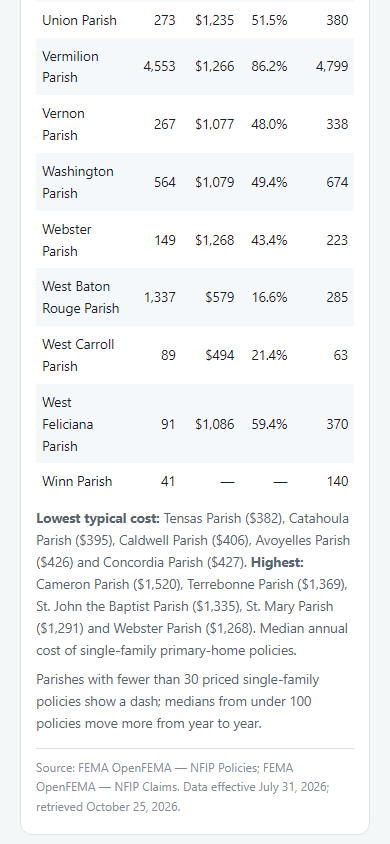 Union Parish 273 $1,235 51.5% 380
Vermilion
Parish 4,553 $1,266 86.2% 4,799
Vernon
Parish 267 $1,077 48.0% 338
Washington
Parish 564 $1,079 49.4% 674
Webster
Parish 149 $1,268 43.4% 223
West Baton
Rouge Parish 1,337 $579 16.6% 285
West Carroll
Parish 89 $494 21.4% 63
West
Feliciana 91 $1,086 59.4% 370
Parish
Winn Parish 41 — — 140
Lowest typical cost: Tensas Parish ($382), Catahoula
Parish ($395), Caldwell Parish ($406), Avoyelles Parish
($426) and Concordia Parish ($427). Highest:
Cameron Parish ($1,520), Terrebonne Parish ($1,369),
St. John the Baptist Parish ($1,335), St. Mary Parish
($1,291) and Webster Parish ($1,268). Median annual
cost of single-family primary-home policies.
Parishes with fewer than 30 priced single-family
policies show a dash; medians from under 100
policies move more from year to year.
Source: FEMA OpenFEMA — NFIP Policies; FEMA
OpenFEMA — NFIP Claims. Data effective July 31, 2026;
retrieved October 25, 2026.